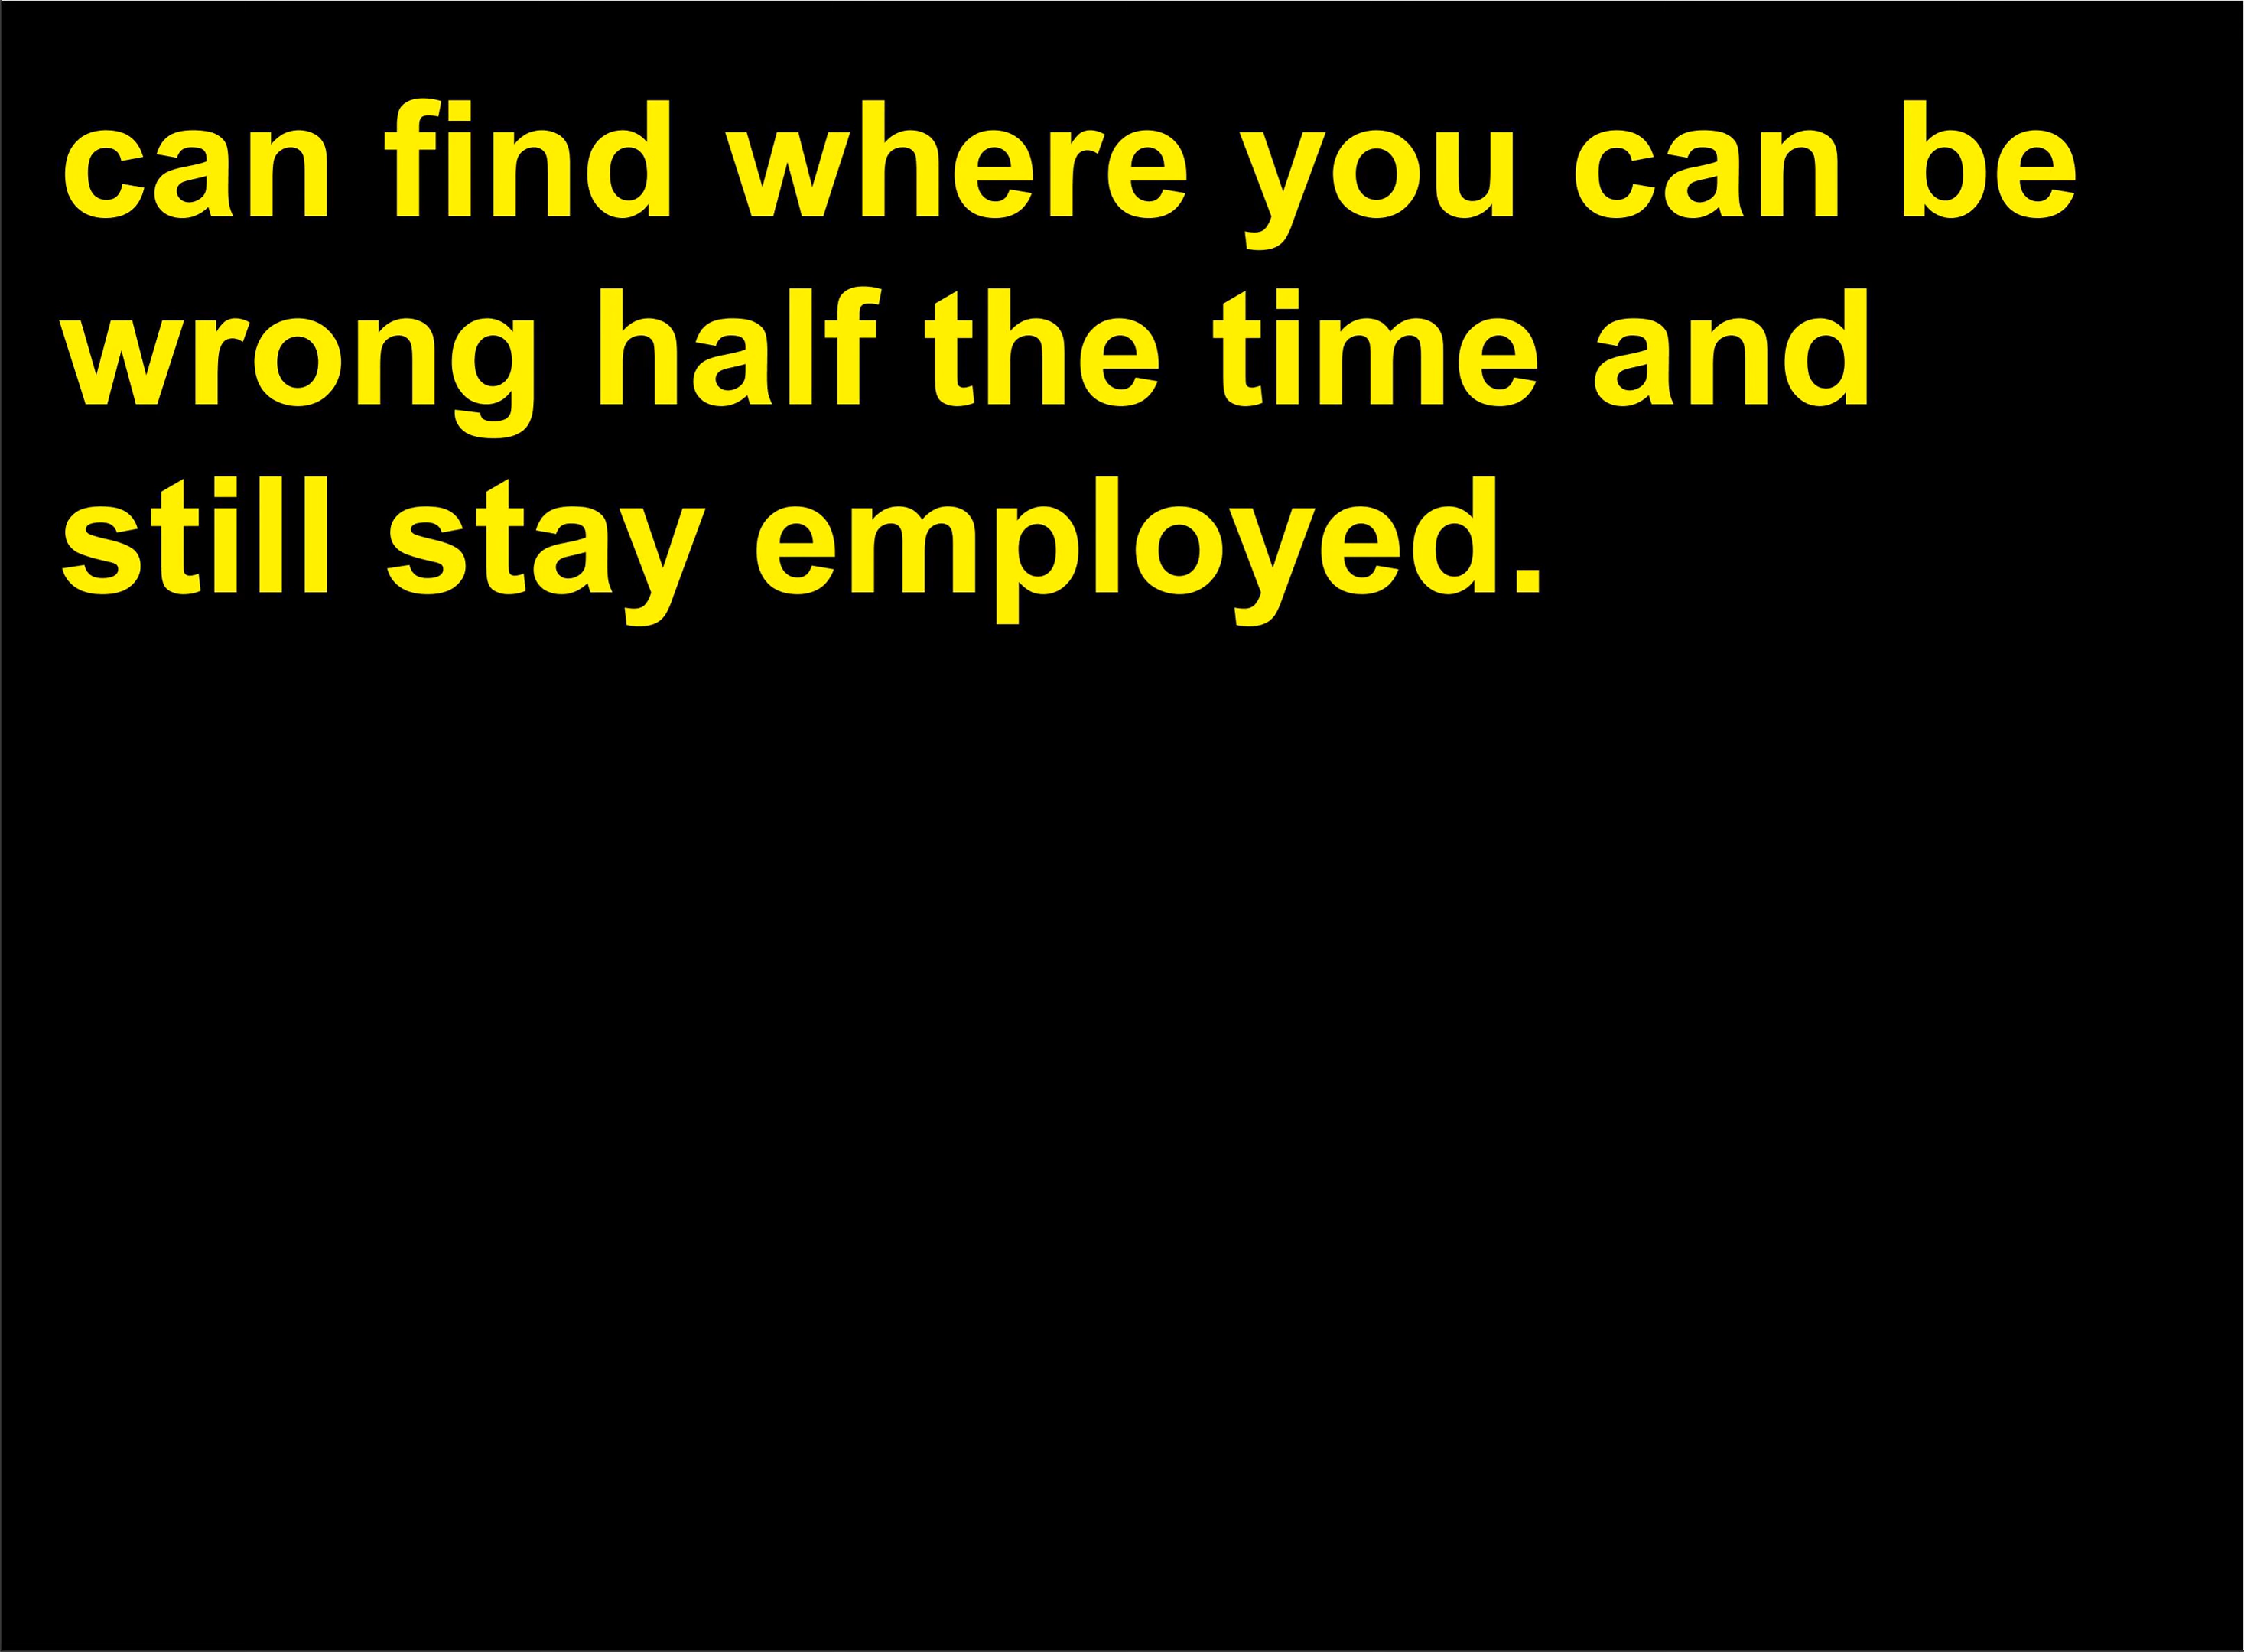 can find where you can be
wrong half the time and
still stay employed.